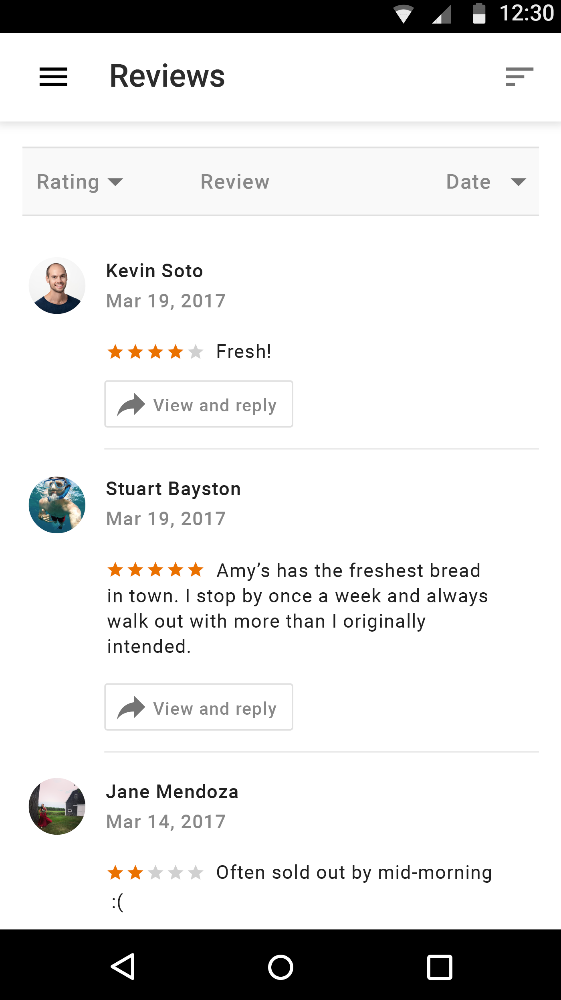 12:30
Reviews
Rating Review Date
Kevin Soto
Mar 19, 2017
Fresh!
View and reply
Stuart Bayston
Mar 19, 2017
Amy’s has the freshest bread
in town. I stop by once a week and always
walk out with more than I originally
intended.
View and reply
Jane Mendoza
Mar 14, 2017
Often sold out by mid-morning
:(